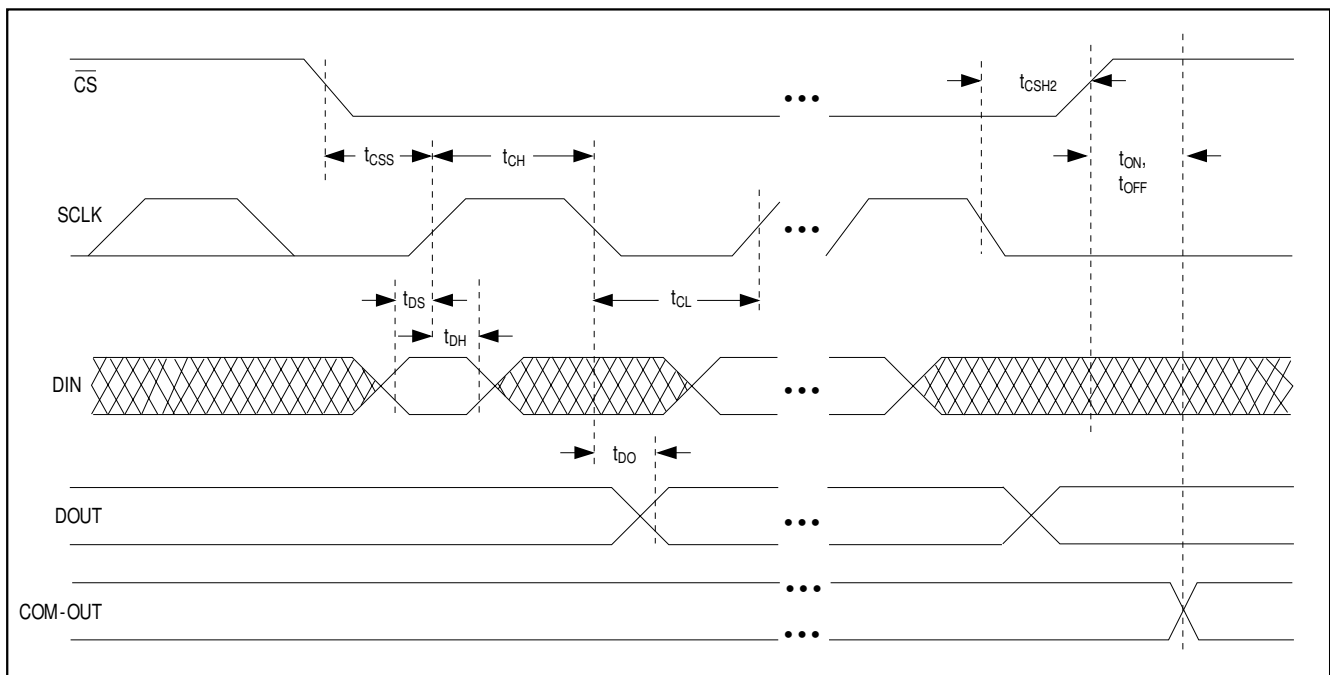 CS
tCSH2
tCSS
tCH
tON,
tOFF
SCLK
tDS
tCL
tDH
DIN
tDO
DOUT
COM-OUT